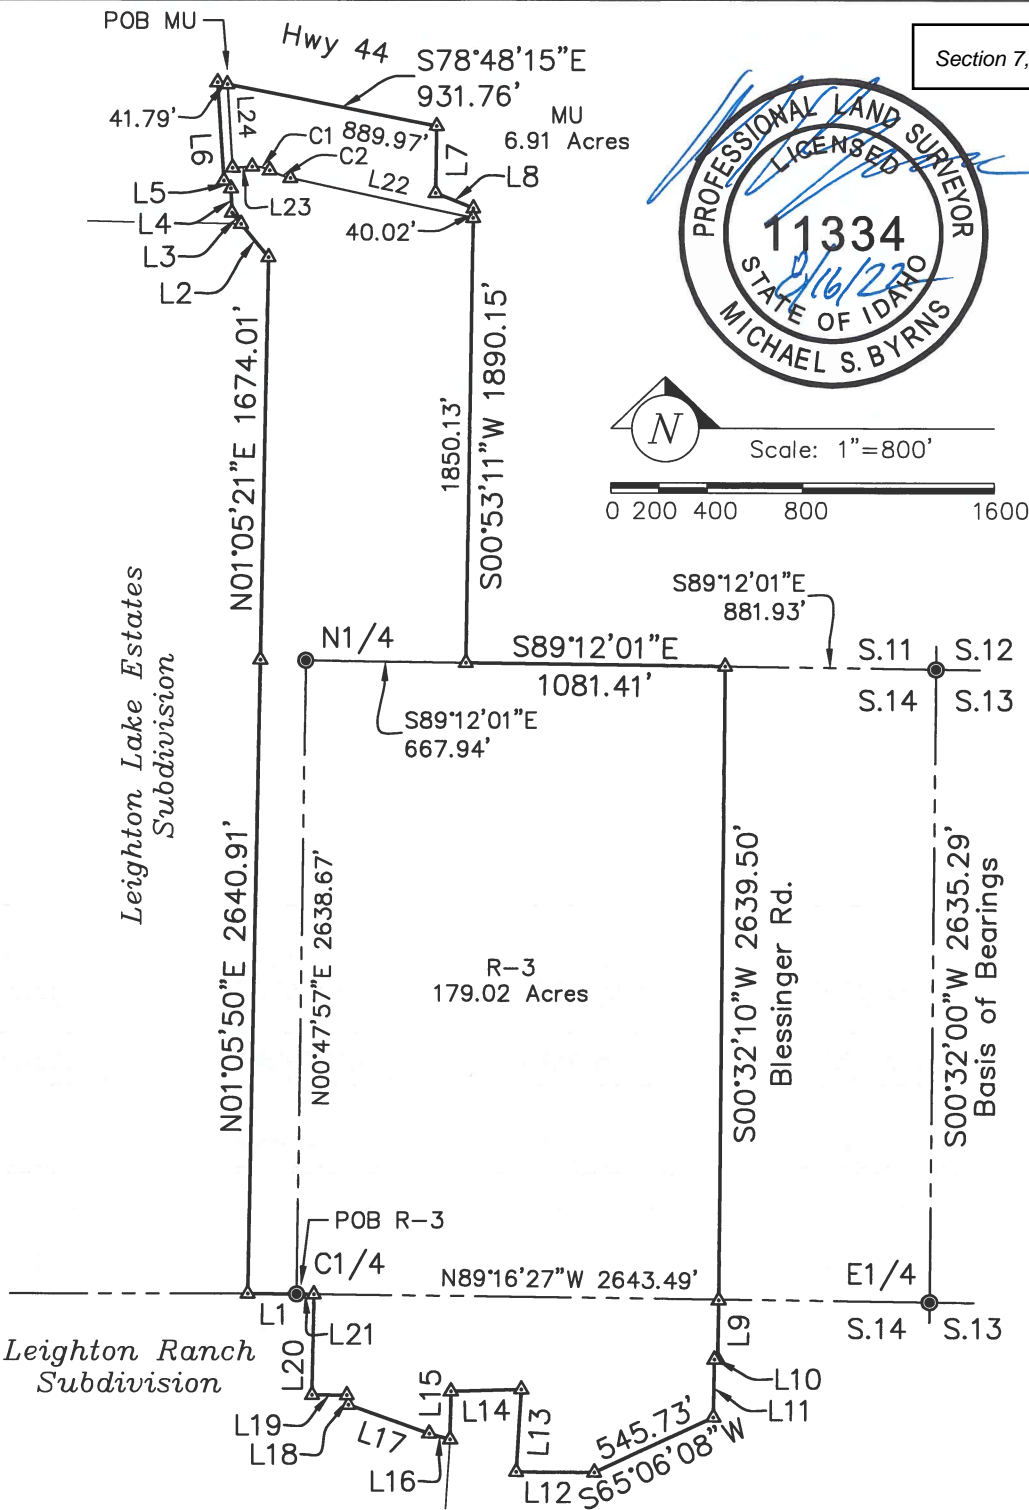 POB MU
Hwy 44
S78°48'15"E
931.76'
Section 7,
41.79'
L24
L6
C1
889.97'
C2
L7
MU
6.91 Acres
L8
L5
L23
L22
L4
40.02'
L3
L2
PROFESSIONAL LAND SURVEYOR
LICENSED
11334
8/16/22
STATE OF IDAHO
MICHAEL S. BYRNS
N
Scale: 1"=800'
0 200 400 800 1600
N01°05'21"E 1674.01'
1850.13'
S00°53'11"W 1890.15'
Leighton Lake Estates
Subdivision
N1/4
S89°12'01"E
667.94'
S89°12'01"E
1081.41'
S89°12'01"E
881.93'
S.11
S.12
S.14
S.13
N01°05'50"E 2640.91'
N00°47'57"E 2638.67'
R-3
179.02 Acres
S00°32'10"W 2639.50'
Blessinger Rd.
S00°32'00"W 2635.29'
Basis of Bearings
POB R-3
C1/4
N89°16'27"W 2643.49'
E1/4
L1
L21
S.14
S.13
Leighton Ranch
Subdivision
L20
L9
L10
L11
L19
L18
L17
L16
L15
L14
L13
L12
545.73'
S65°06'08"W